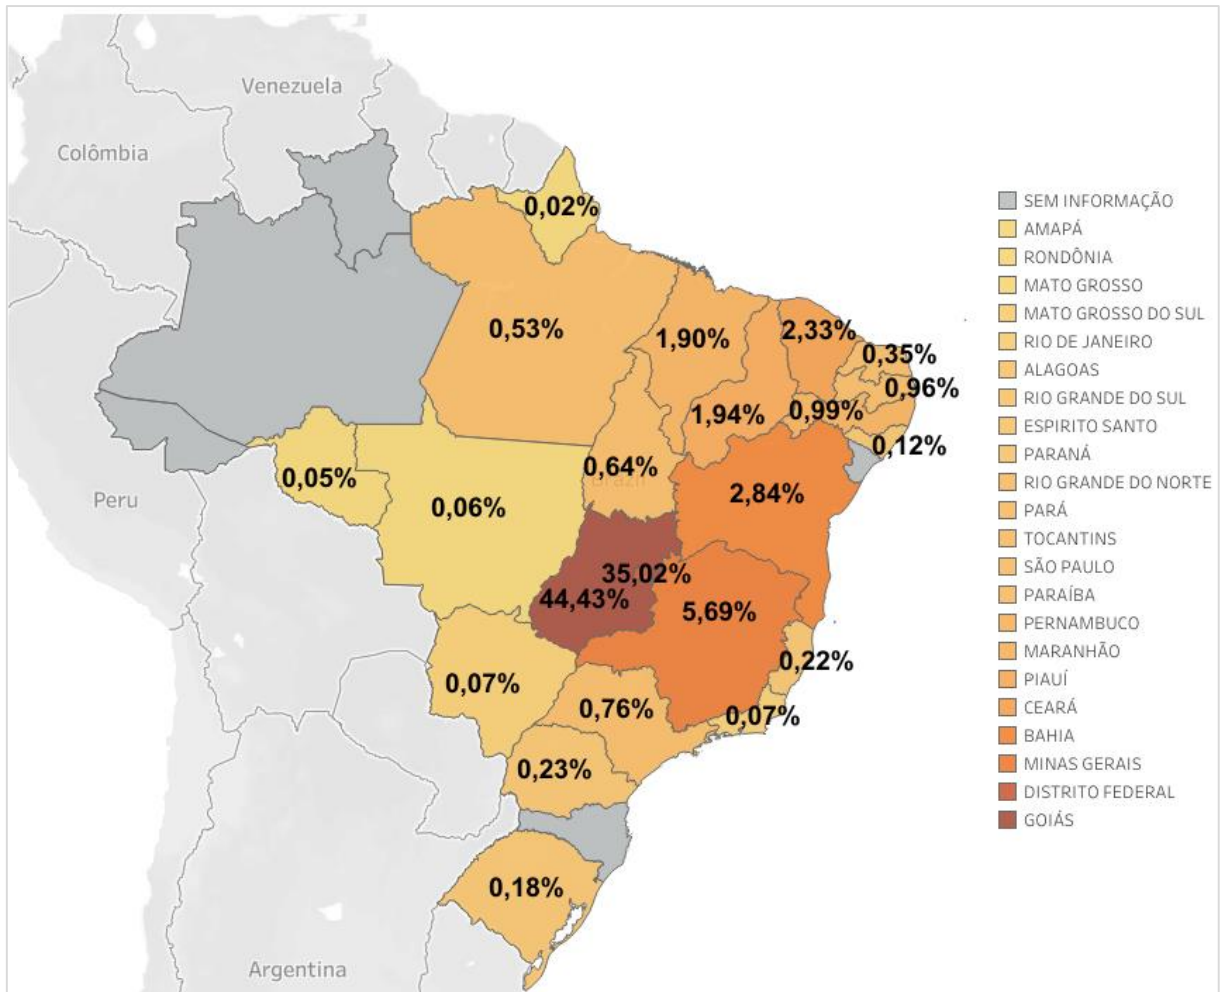 Venezuela
Colômbia
0,02%
0,53%
1,90%
2,33%
0,35%
0,96%
1,94%
0,99%
0,12%
0,05%
0,64%
Brazil
Peru
0,06%
2,84%
35,02%
44,43%
5,69%
0,22%
0,07%
0,76%
0,07%
0,23%
0,18%
Argentina
SEM INFORMAÇÃO
AMAPÁ
RONDÔNIA
MATO GROSSO
MATO GROSSO DO SUL
RIO DE JANEIRO
ALAGOAS
RIO GRANDE DO SUL
ESPIRITO SANTO
PARANÁ
RIO GRANDE DO NORTE
PARÁ
TOCANTINS
SÃO PAULO
PARAÍBA
PERNAMBUCO
MARANHÃO
PIAUÍ
CEARÁ
BAHIA
MINAS GERAIS
DISTRITO FEDERAL
GOIÁS